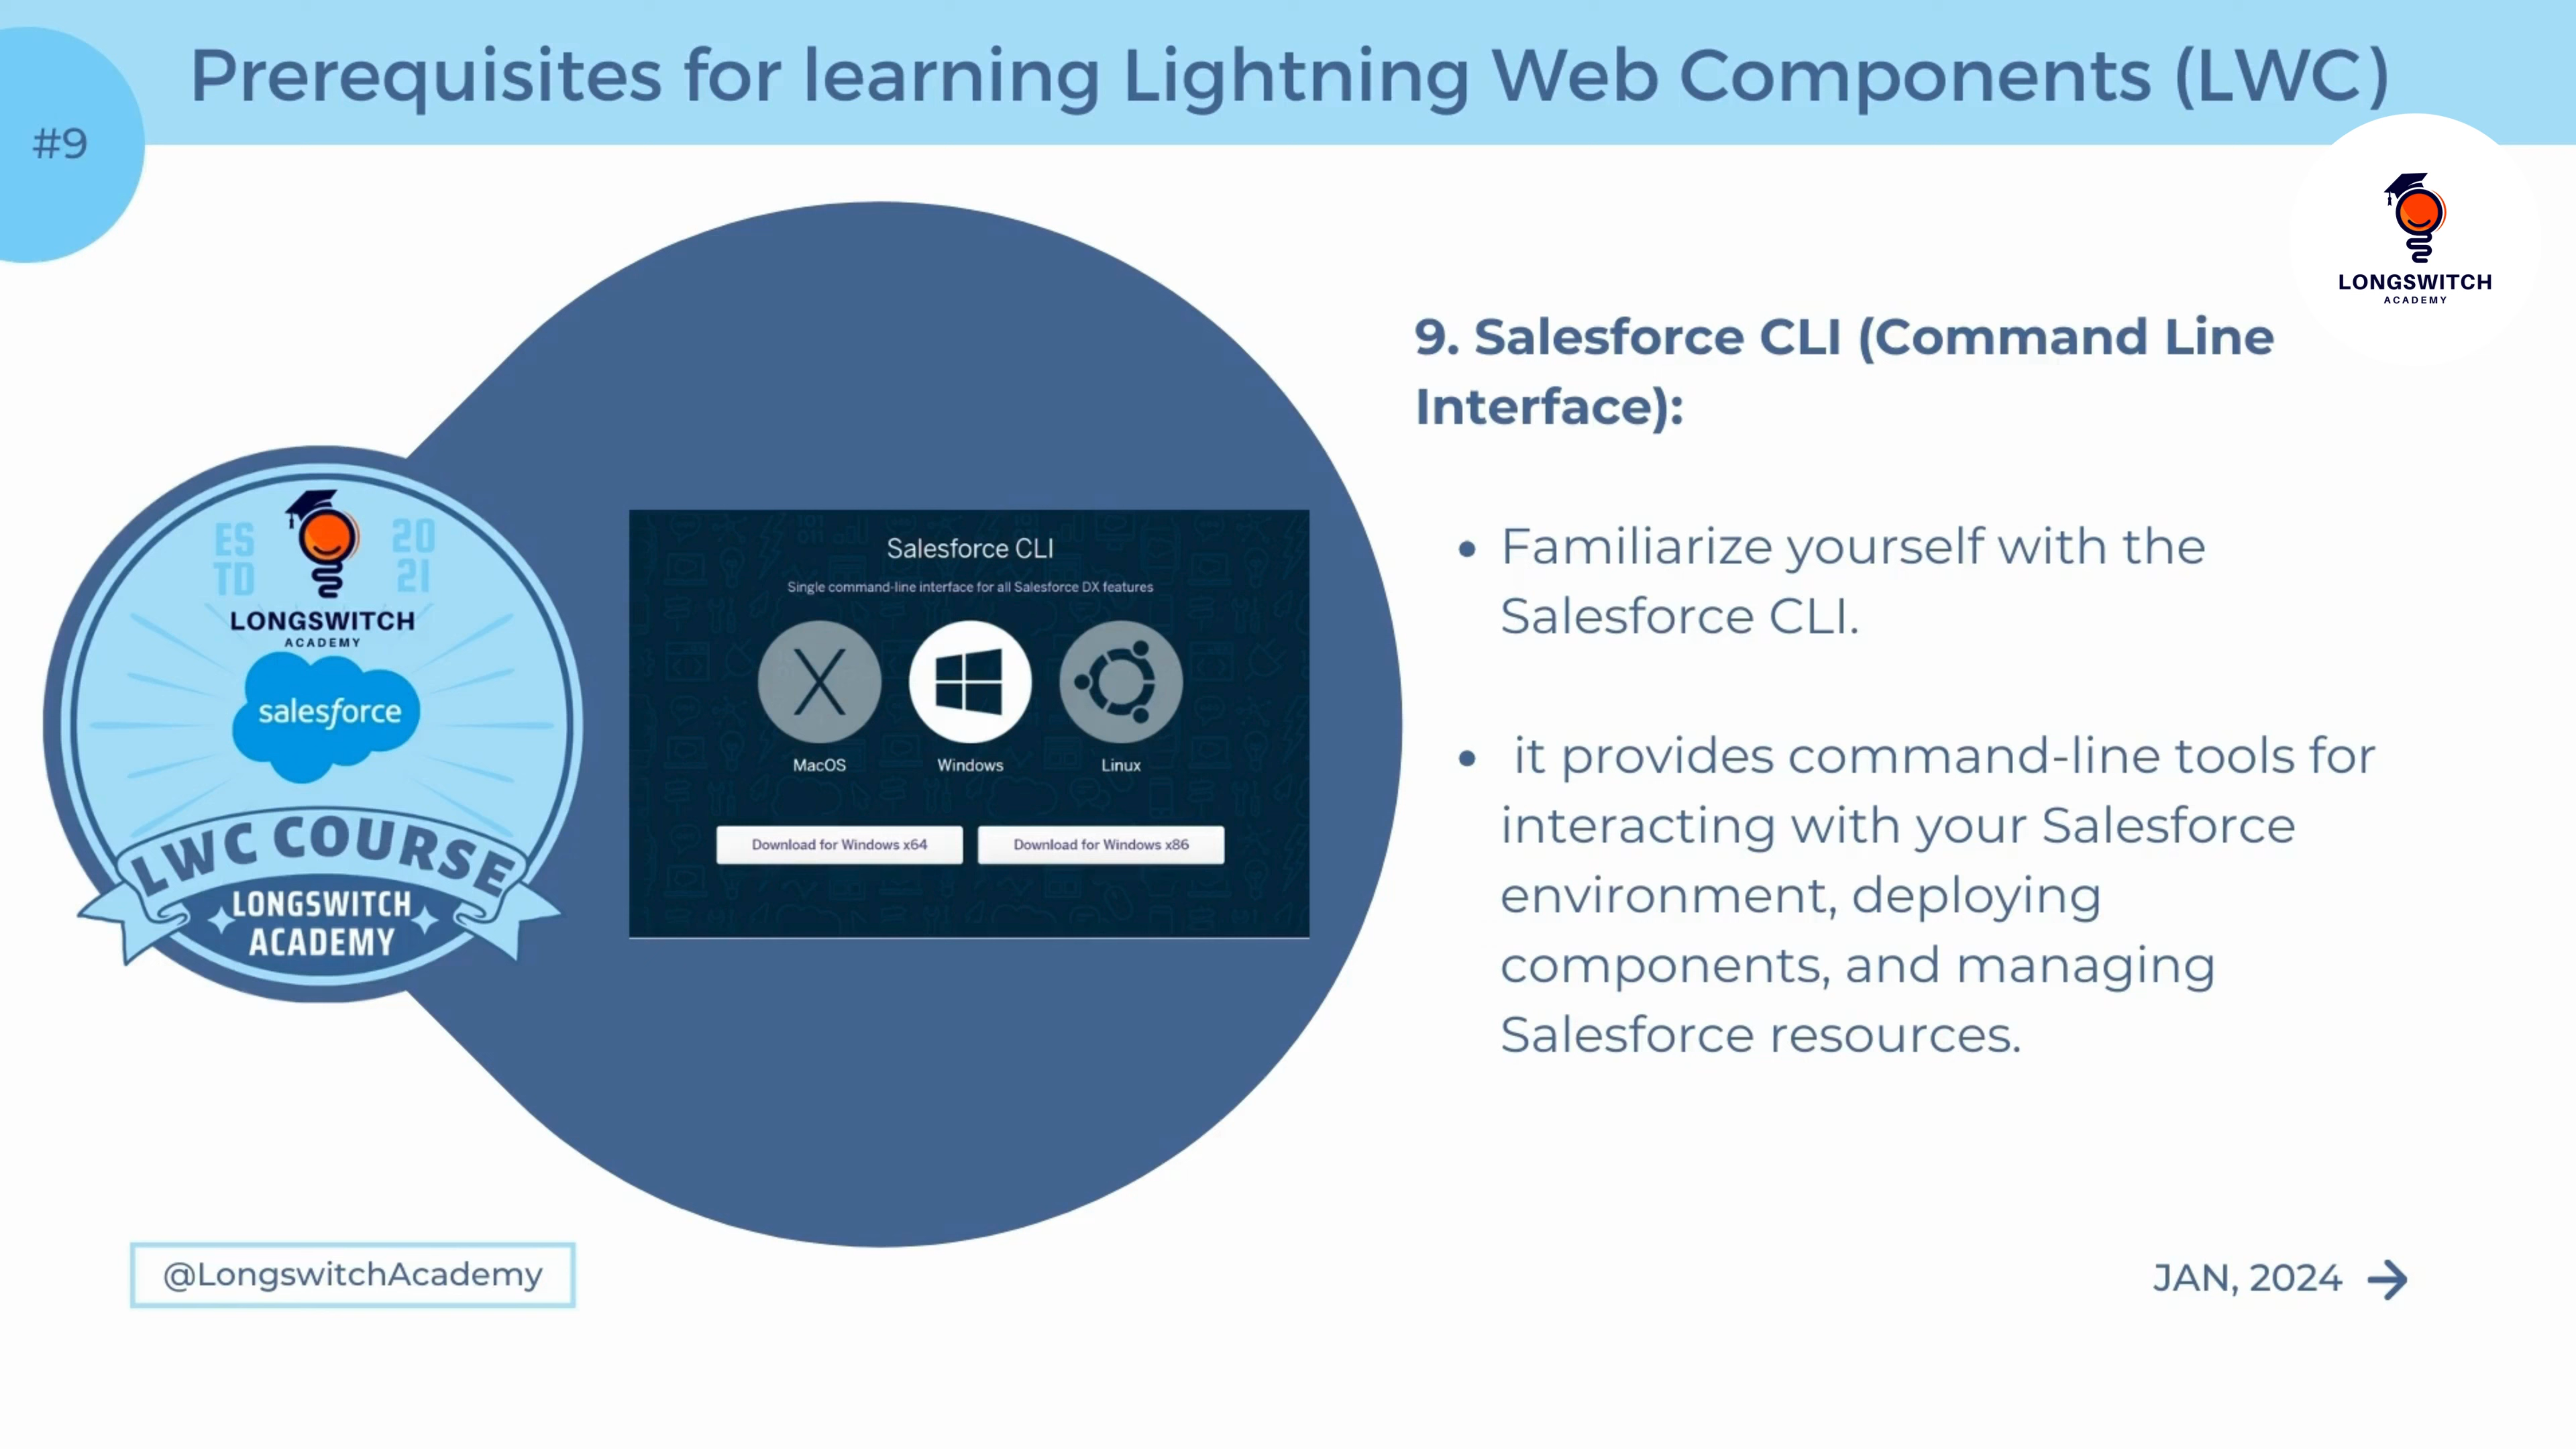 Prerequisites for learning Lightning Web Components (LWC)
#9
LONGSWITCH
ACADEMY
9. Salesforce CLI (Command Line
Interface):
• Familiarize yourself with the
Salesforce CLI.
• it provides command-line tools for
interacting with your Salesforce
environment, deploying
components, and managing
Salesforce resources.
ES
TD
20
21
LONGSWITCH
ACADEMY
salesforce
LWC COURSE
LONGSWITCH
ACADEMY
Salesforce CLI
Single command-line interface for all Salesforce DX features
MacOS
Windows
Linux
Download for Windows x64
Download for Windows x86
@LongswitchAcademy
JAN, 2024